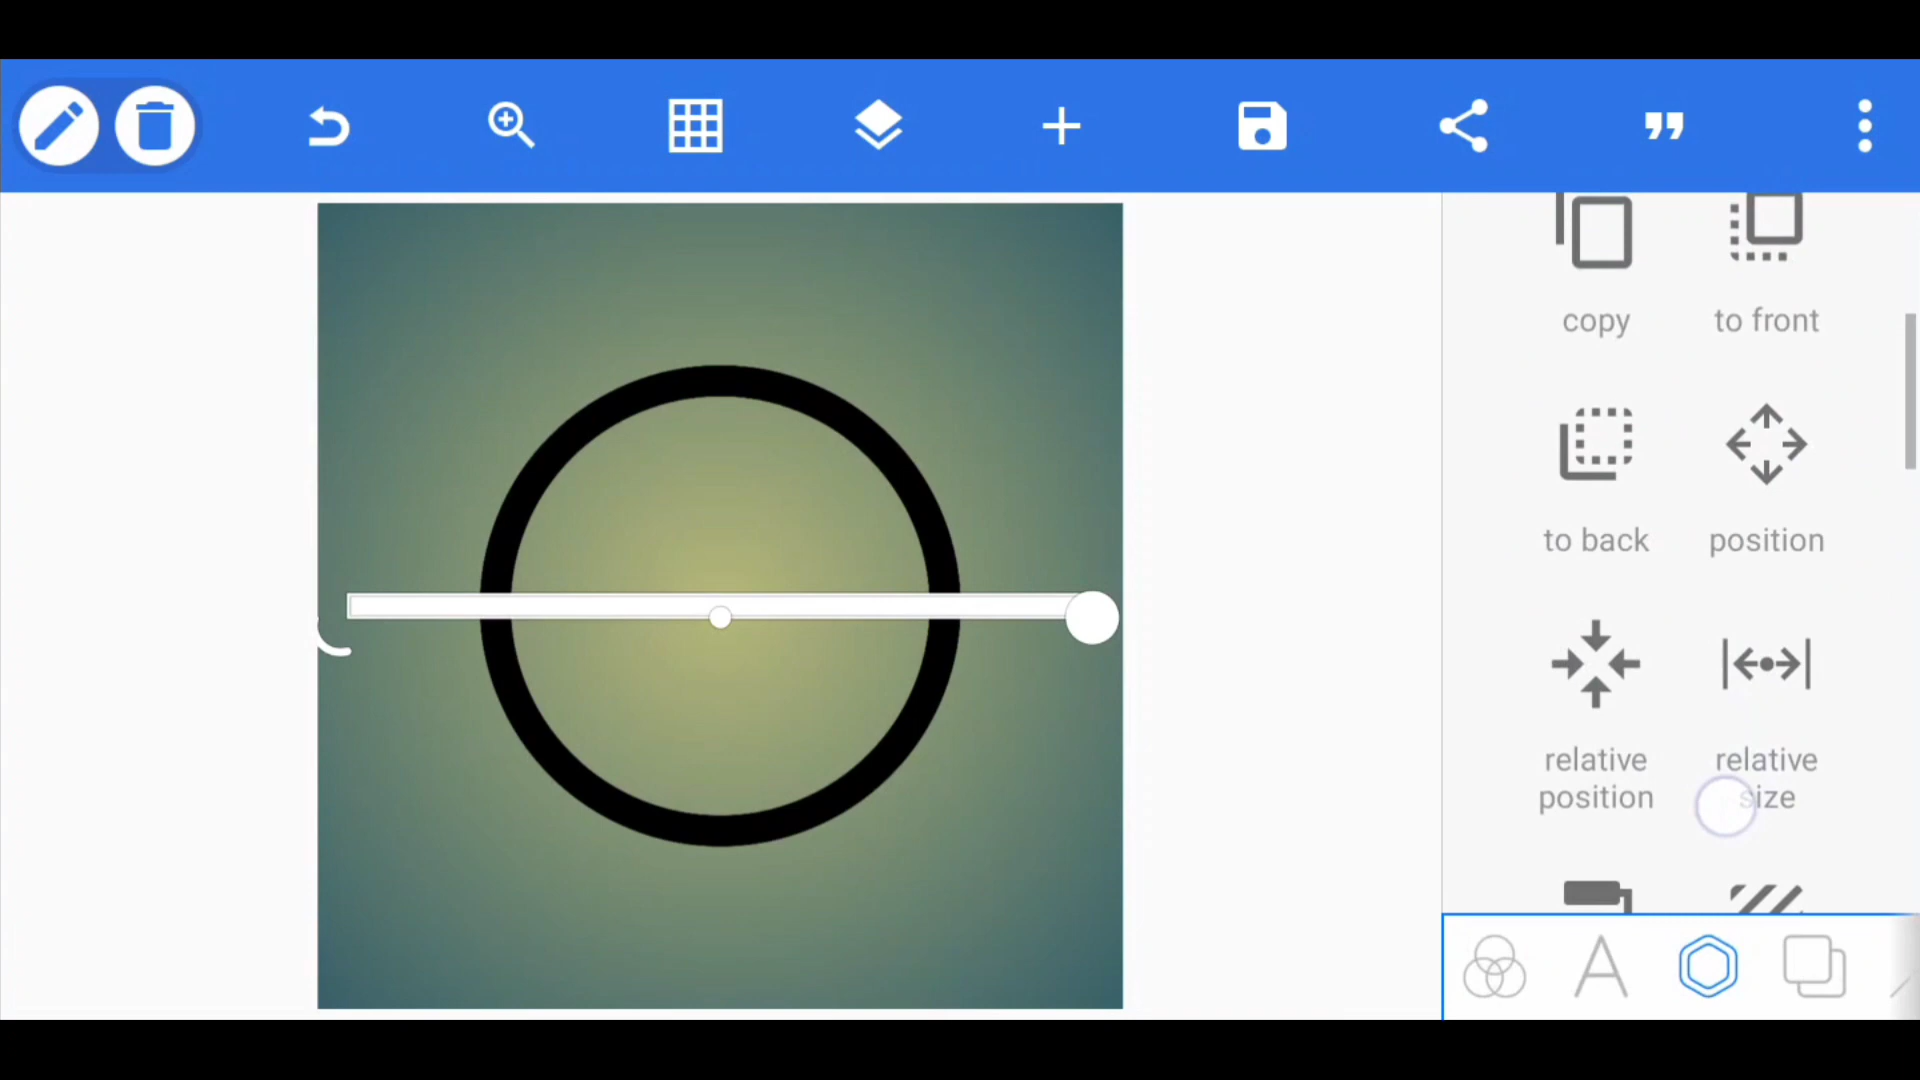 copy
to front
to back
position
relative
position
relative
size